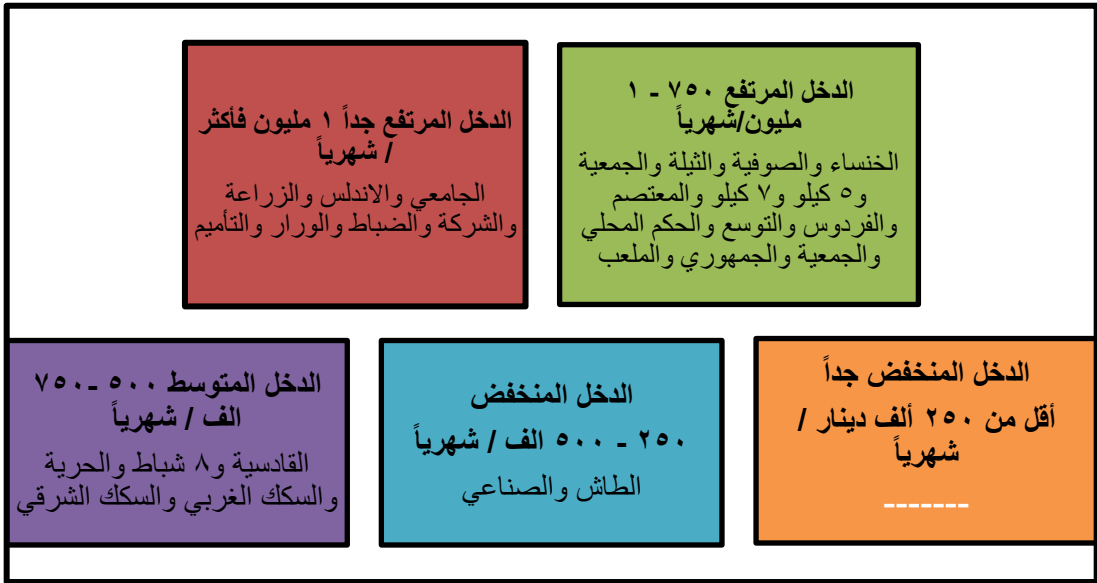 الدخل المرتفع ٧٥٠ - ١
مليون/شهرياً
الخنساء والصوفية والثيلة والجمعية
و٥ كيلو و٧ كيلو والمعتصم
والفردوس والتوسع والحكم المحلي
والجمعية والجمهوري والملعب
الدخل المرتفع جداً ١ مليون فأكثر
/ شهرياً
الجامعي والاندلس والزراعة
والشركة والضباط والورار والتأميم
الدخل المنخفض جداً
أقل من ٢٥٠ ألف دينار /
شهرياً
-------
الدخل المنخفض
٢٥٠ - ٥٠٠ الف / شهرياً
الطاش والصناعي
الدخل المتوسط ٥٠٠ - ٧٥٠
الف / شهرياً
القادسية و٨ شباط والحرية
والسكك الغربي والسكك الشرقي